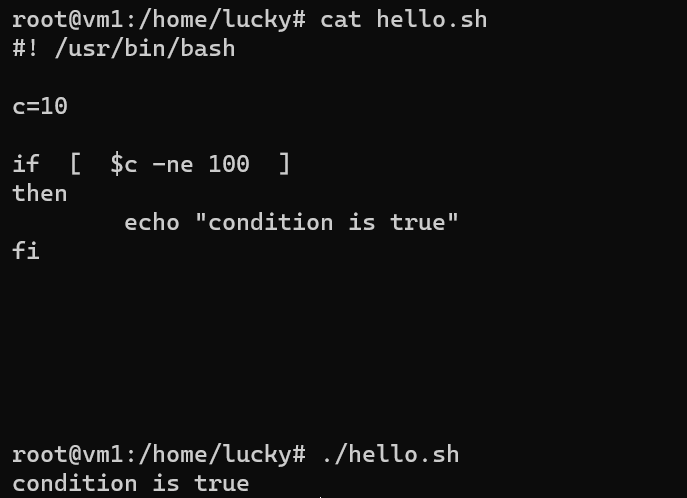 root@vm1:/home/lucky# cat hello.sh
#! /usr/bin/bash
c=10
if  [  $c -ne 100  ]
then
        echo "condition is true"
fi
root@vm1:/home/lucky# ./hello.sh
condition is true